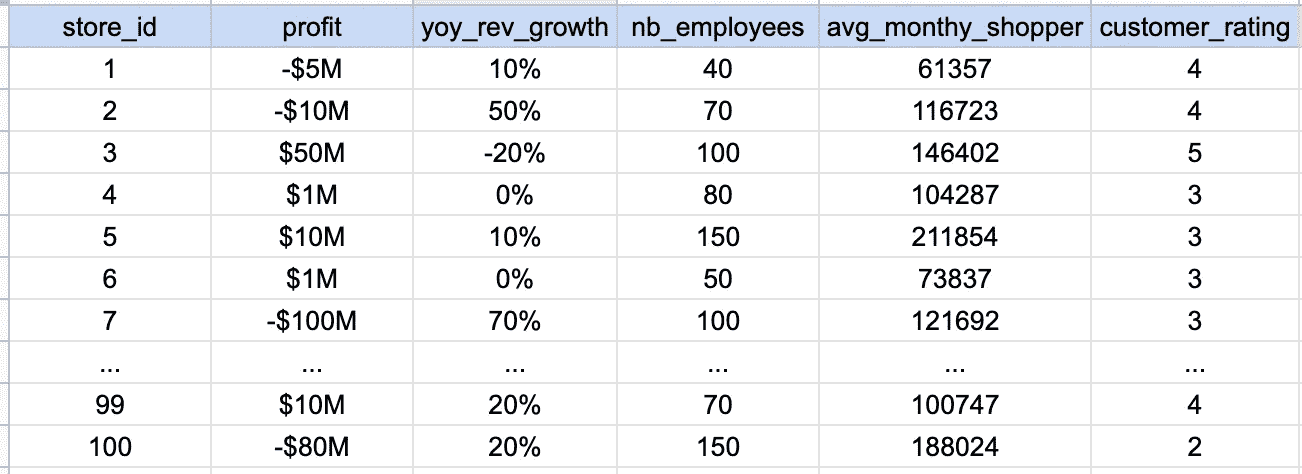 store_id profit yoy_rev_growth nb_employees avg_monthy_shopper customer_rating
1 -$5M 10% 40 61357 4
2 -$10M 50% 70 116723 4
3 $50M -20% 100 146402 5
4 $1M 0% 80 104287 3
5 $10M 10% 150 211854 3
6 $1M 0% 50 73837 3
7 -$100M 70% 100 121692 3
... ... ... ... ... ...
99 $10M 20% 70 100747 4
100 -$80M 20% 150 188024 2